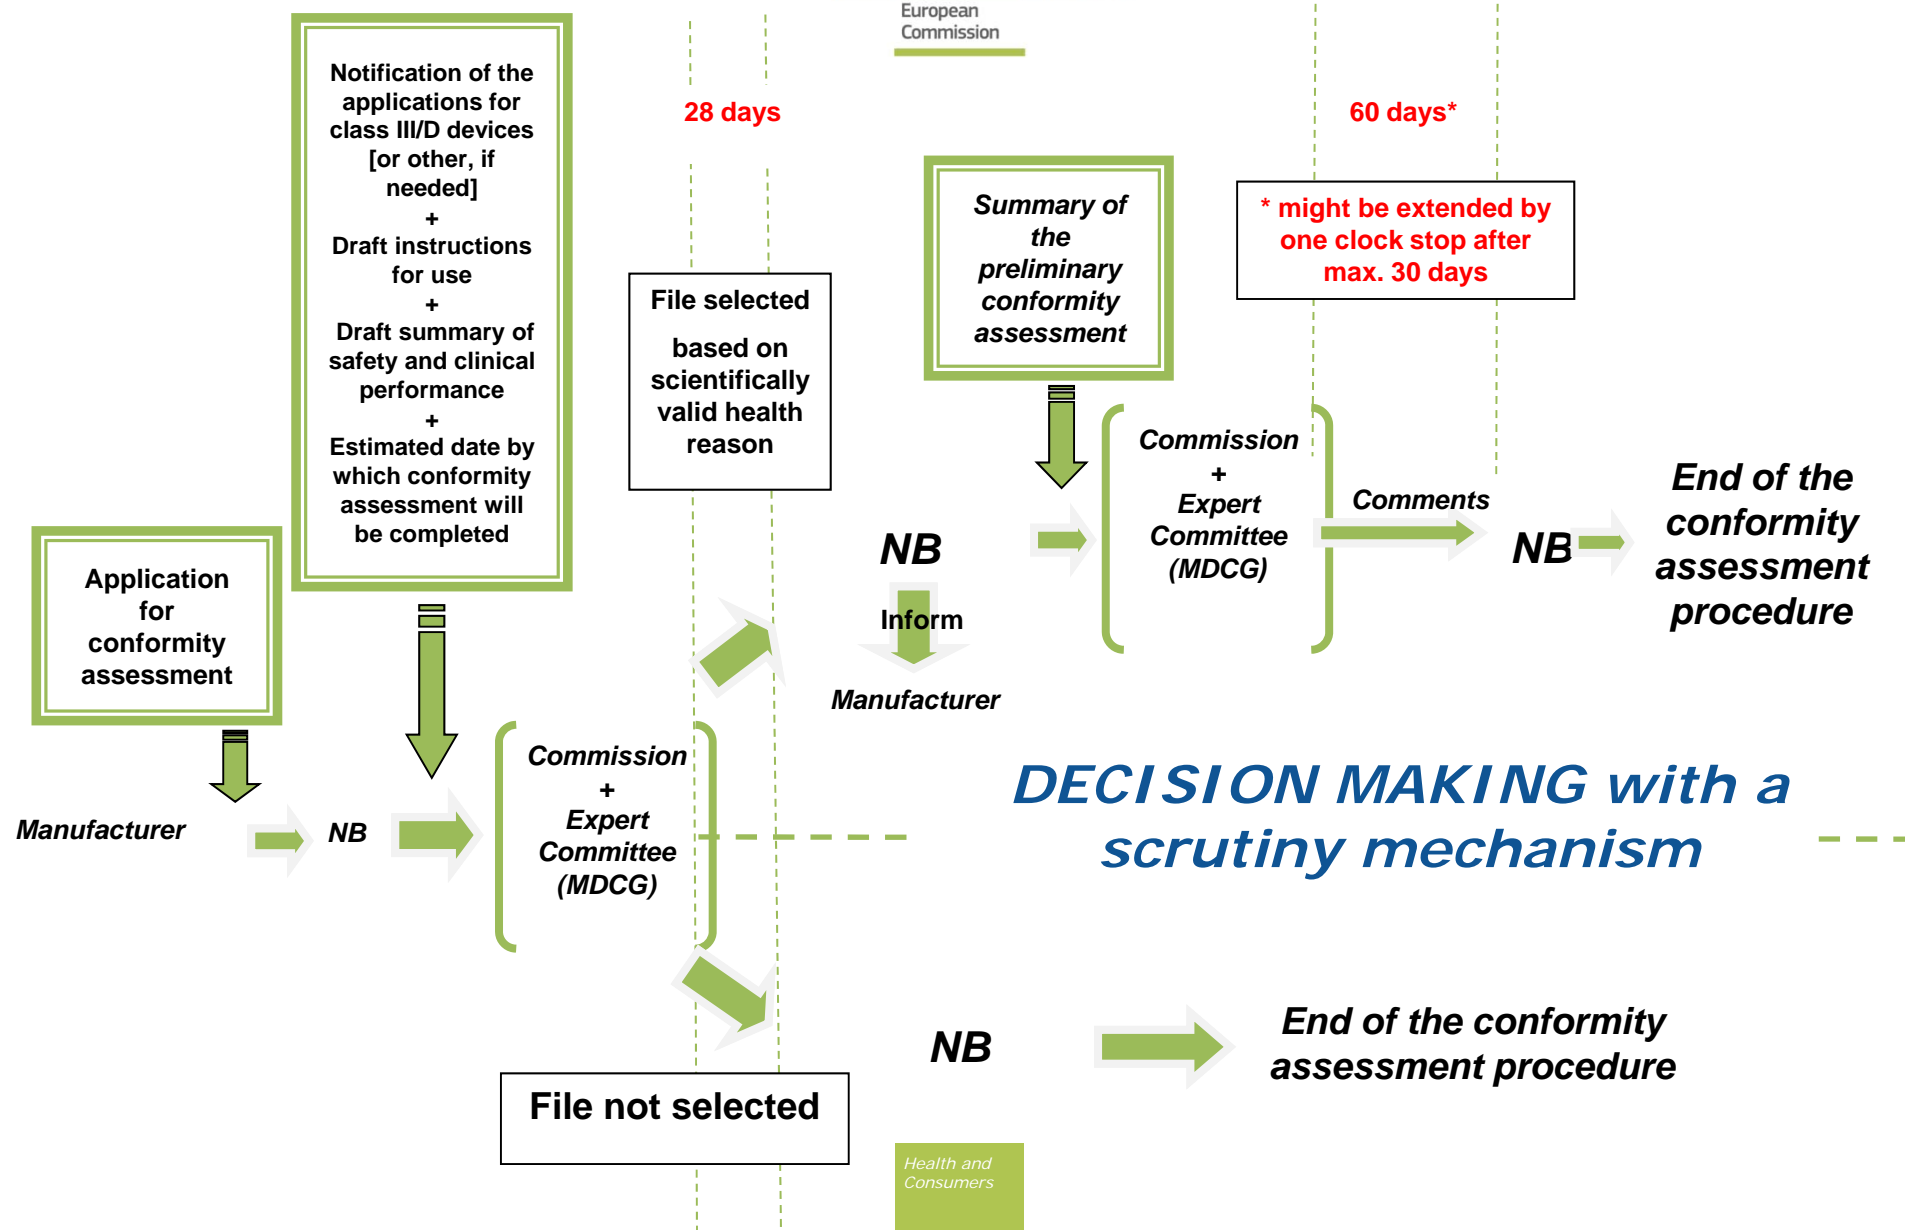 European
Commission
Notification of the
applications for
class III/D devices
[or other, if
needed]
+
Draft instructions
for use
+
Draft summary of
safety and clinical
performance
+
Estimated date by
which conformity
assessment will
be completed
28 days
60 days*
* might be extended by
one clock stop after
max. 30 days
Summary of
the
preliminary
conformity
assessment
File selected
based on
scientifically
valid health
reason
Application
for
conformity
assessment
NB
Inform
Manufacturer
Commission
+
Expert
Committee
(MDCG)
Comments
NB
End of the
conformity
assessment
procedure
Manufacturer
NB
Commission
+
Expert
Committee
(MDCG)
DECISION MAKING with a
scrutiny mechanism
NB
End of the conformity
assessment procedure
File not selected
Health and
Consumers